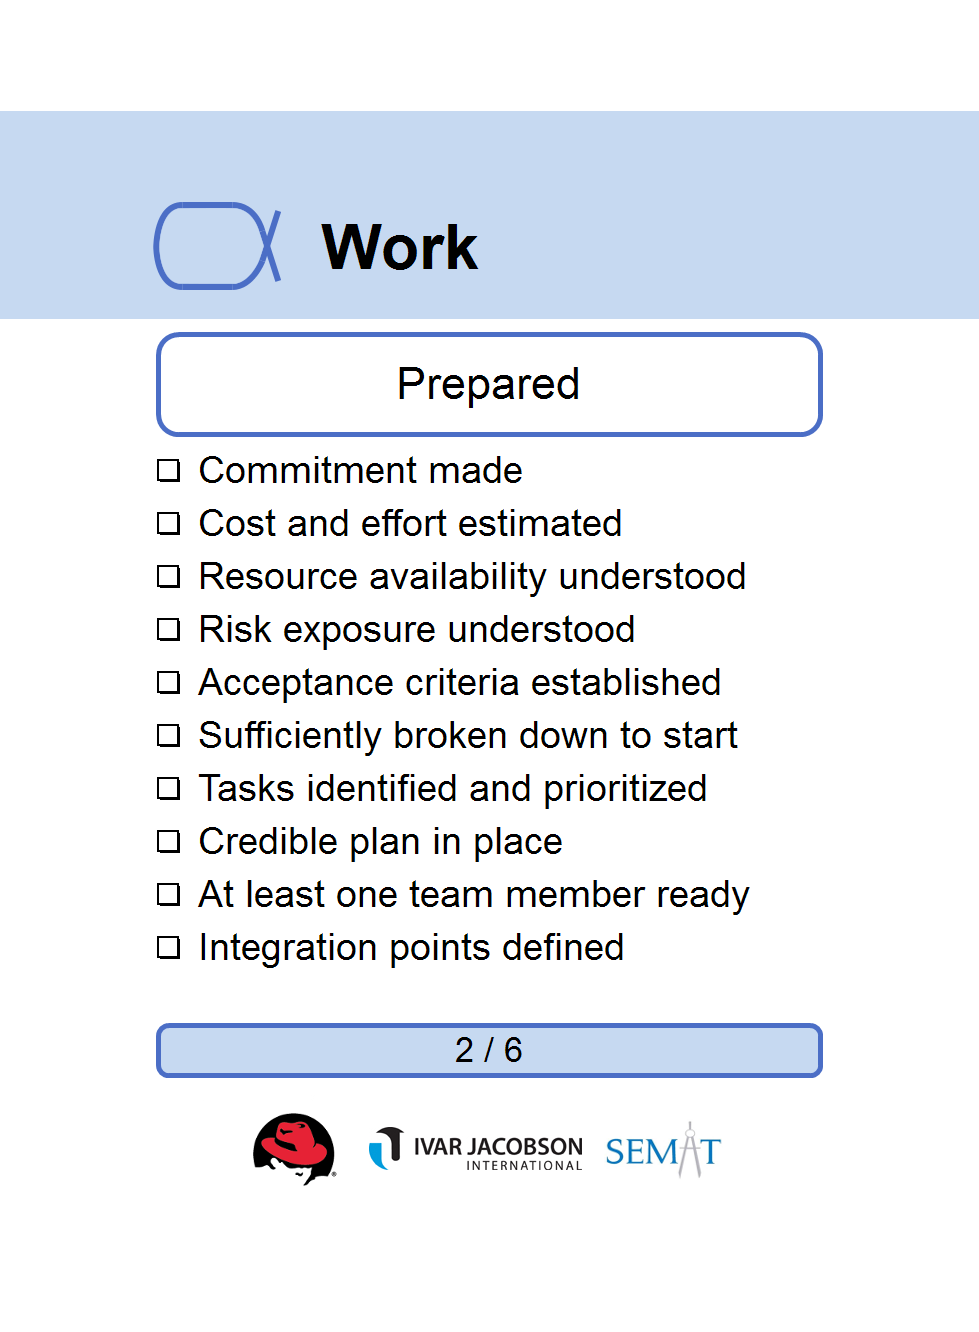 Work
Prepared
Commitment made
Cost and effort estimated
Resource availability understood
Risk exposure understood
Acceptance criteria established
Sufficiently broken down to start
Tasks identified and prioritized
Credible plan in place
At least one team member ready
Integration points defined
2 / 6
IVAR JACOBSON
INTERNATIONAL
SEMAT